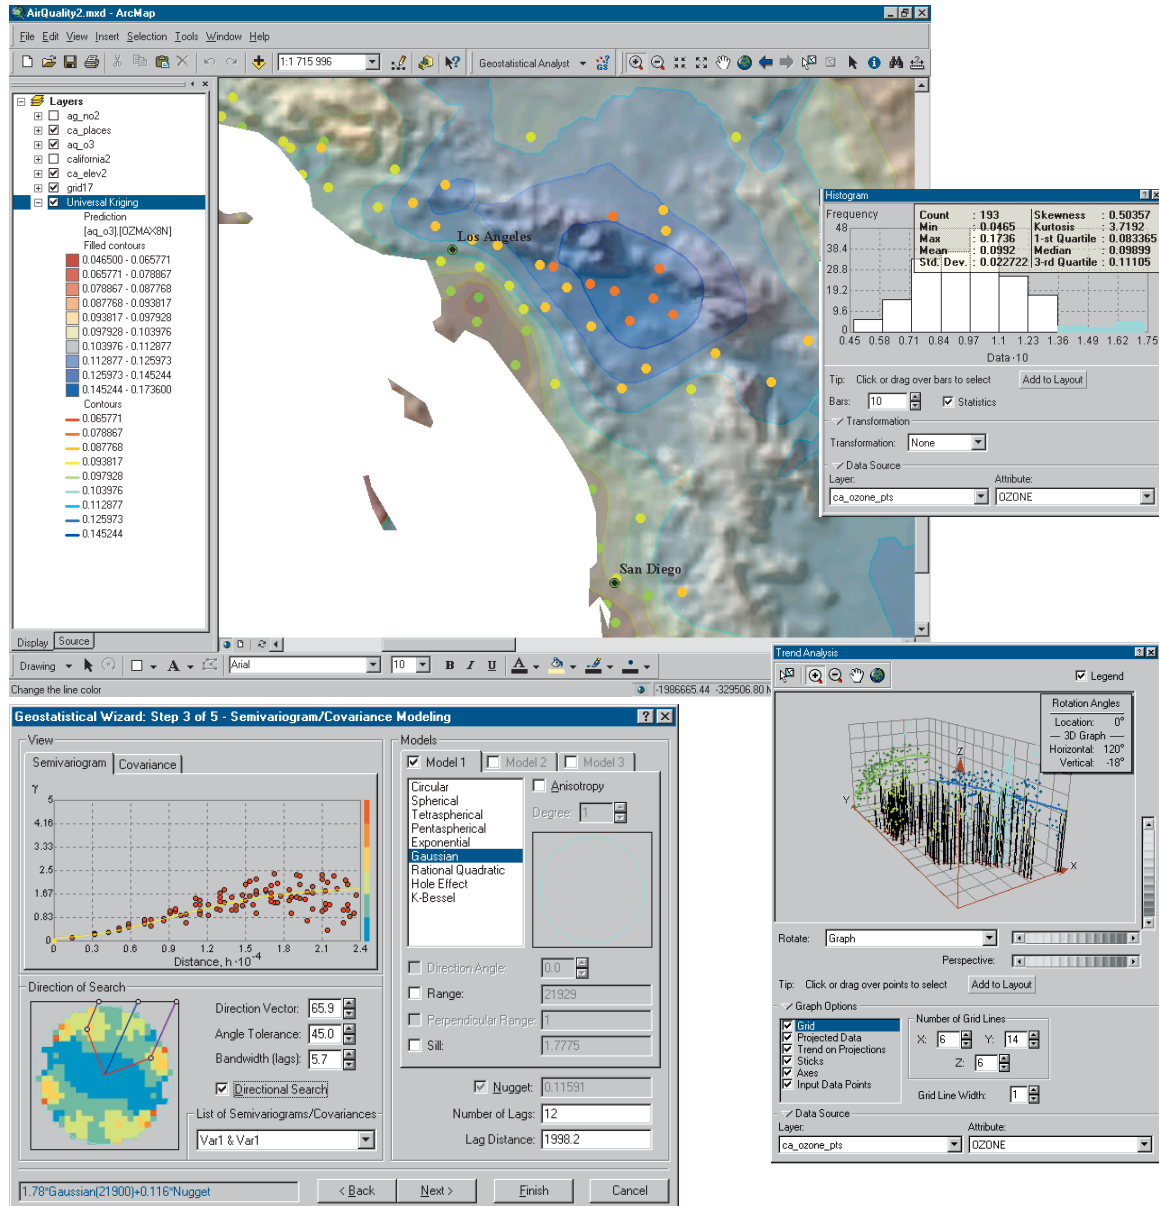 AirQuality2.mxd - ArcMap
File Edit View Insert Selection Tools Window Help
1:1 715 996
Geostatistical Analyst
GS
Layers
ag_no2
ca_places
aq_o3
california2
ca_elev2
grid17
Universal Kriging
Prediction
[aq_o3].[OZMAX8N]
Filled contours
0.046500 - 0.065771
0.065771 - 0.078867
0.078867 - 0.087768
0.087768 - 0.093817
0.093817 - 0.097928
0.097928 - 0.103976
0.103976 - 0.112877
0.112877 - 0.125973
0.125973 - 0.145244
0.145244 - 0.173600
Contours
0.065771
0.078867
0.087768
0.093817
0.097928
0.103976
0.112877
0.125973
0.145244
Los Angeles
San Diego
Display Source
Drawing A Arial 10 B I U A
Change the line color
-1986665.44 -329506.80
Histogram
Frequency
48
38.4
28.8
19.2
9.6
0
Count : 193 Skewness : 0.50357
Min : 0.0465 Kurtosis : 3.7192
Max : 0.1736 1-st Quartile : 0.083365
Mean : 0.0992 Median : 0.09899
Std. Dev. : 0.022722 3-rd Quartile : 0.11105
0.45 0.58 0.71 0.84 0.97 1.1 1.23 1.36 1.49 1.62 1.75
Data·10
Tip: Click or drag over bars to select Add to Layout
Bars: 10 Statistics
Transformation
Transformation: None
Data Source
Layer: Attribute:
ca_ozone_pts OZONE
Geostatistical Wizard: Step 3 of 5 - Semivariogram/Covariance Modeling
View
Semivariogram Covariance
γ
5
4.16
3.33
2.5
1.67
0.83
0
0 0.3 0.6 0.9 1.2 1.5 1.8 2.1 2.4
Distance, h·10⁻⁴
Direction of Search
Direction Vector: 65.9
Angle Tolerance: 45.0
Bandwidth (lags): 5.7
Directional Search
List of Semivariograms/Covariances
Var1 & Var1
Models
Model 1 Model 2 Model 3
Circular
Spherical
Tetraspherical
Pentaspherical
Exponential
Gaussian
Rational Quadratic
Hole Effect
K-Bessel
Anisotropy
Degree: 1
Direction Angle: 0.0
Range: 21929
Perpendicular Range: 1
Sill: 1.7775
Nugget: 0.11591
Number of Lags: 12
Lag Distance: 1998.2
1.78*Gaussian(21900)+0.116*Nugget
< Back Next > Finish Cancel
Trend Analysis
Legend
Rotation Angles
Location: 0°
3D Graph
Horizontal: 120°
Vertical: -18°
Z
Y
X
Rotate: Graph
Perspective:
Tip: Click or drag over points to select Add to Layout
Graph Options
Grid
Projected Data
Trend on Projections
Sticks
Axes
Input Data Points
Number of Grid Lines
X: 6 Y: 14
Z: 6
Grid Line Width: 1
Data Source
Layer: Attribute:
ca_ozone_pts OZONE